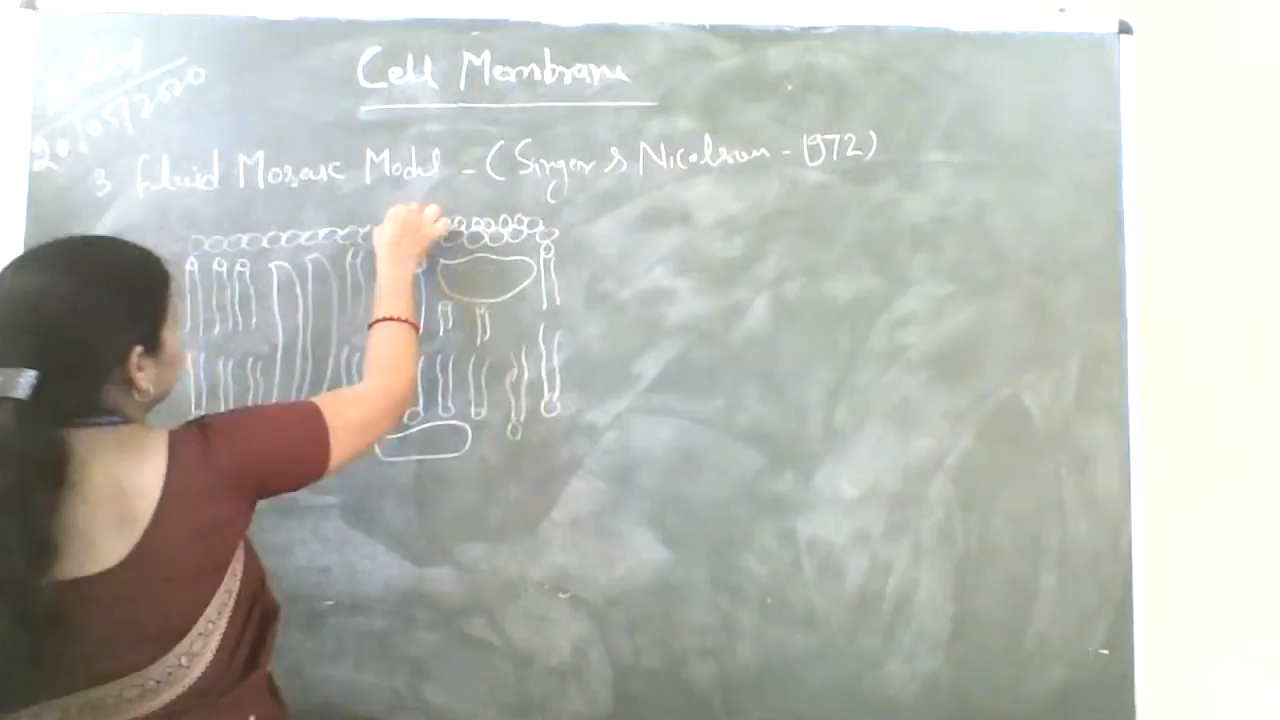 Cell Membrane
20/05/2020
3 Fluid Mosaic Model - (Singer & Nicolson - 1972)